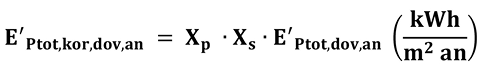 E′Ptot,kor,dov,an = Xp · Xs · E′Ptot,dov,an (kWh / m² an)